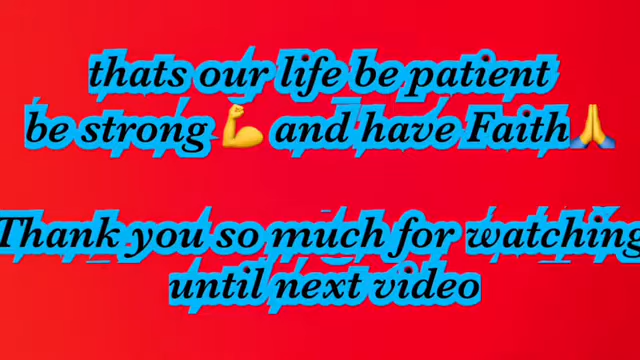 thats our life be patient
be strong 💪 and have Faith🙏
Thank you so much for watching
until next video